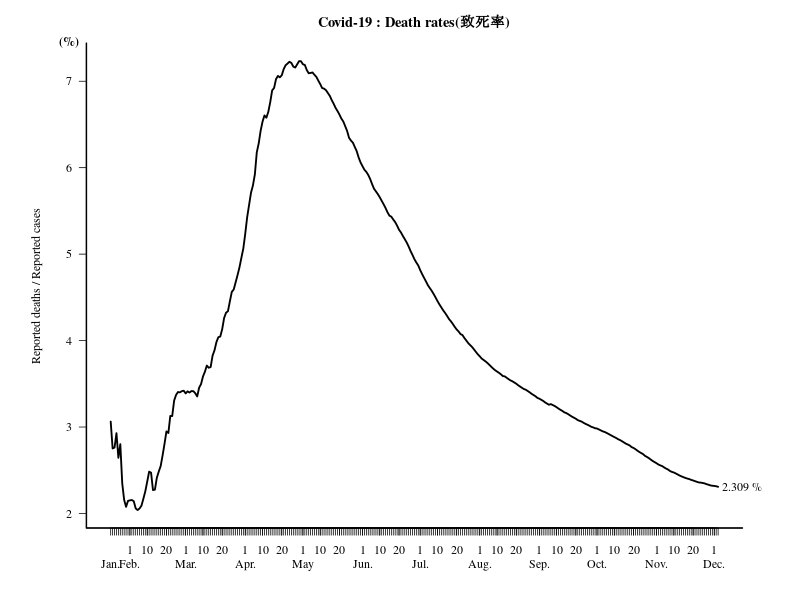 Covid-19 : Death rates(致死率)
(%)
7
6
5
4
3
2
Reported deaths / Reported cases
2.309 %
1 10 20 1 10 20 1 10 20 1 10 20 1 10 20 1 10 20 1 10 20 1 10 20 1 10 20 1 10 20 1
Jan.Feb. Mar. Apr. May Jun. Jul. Aug. Sep. Oct. Nov. Dec.